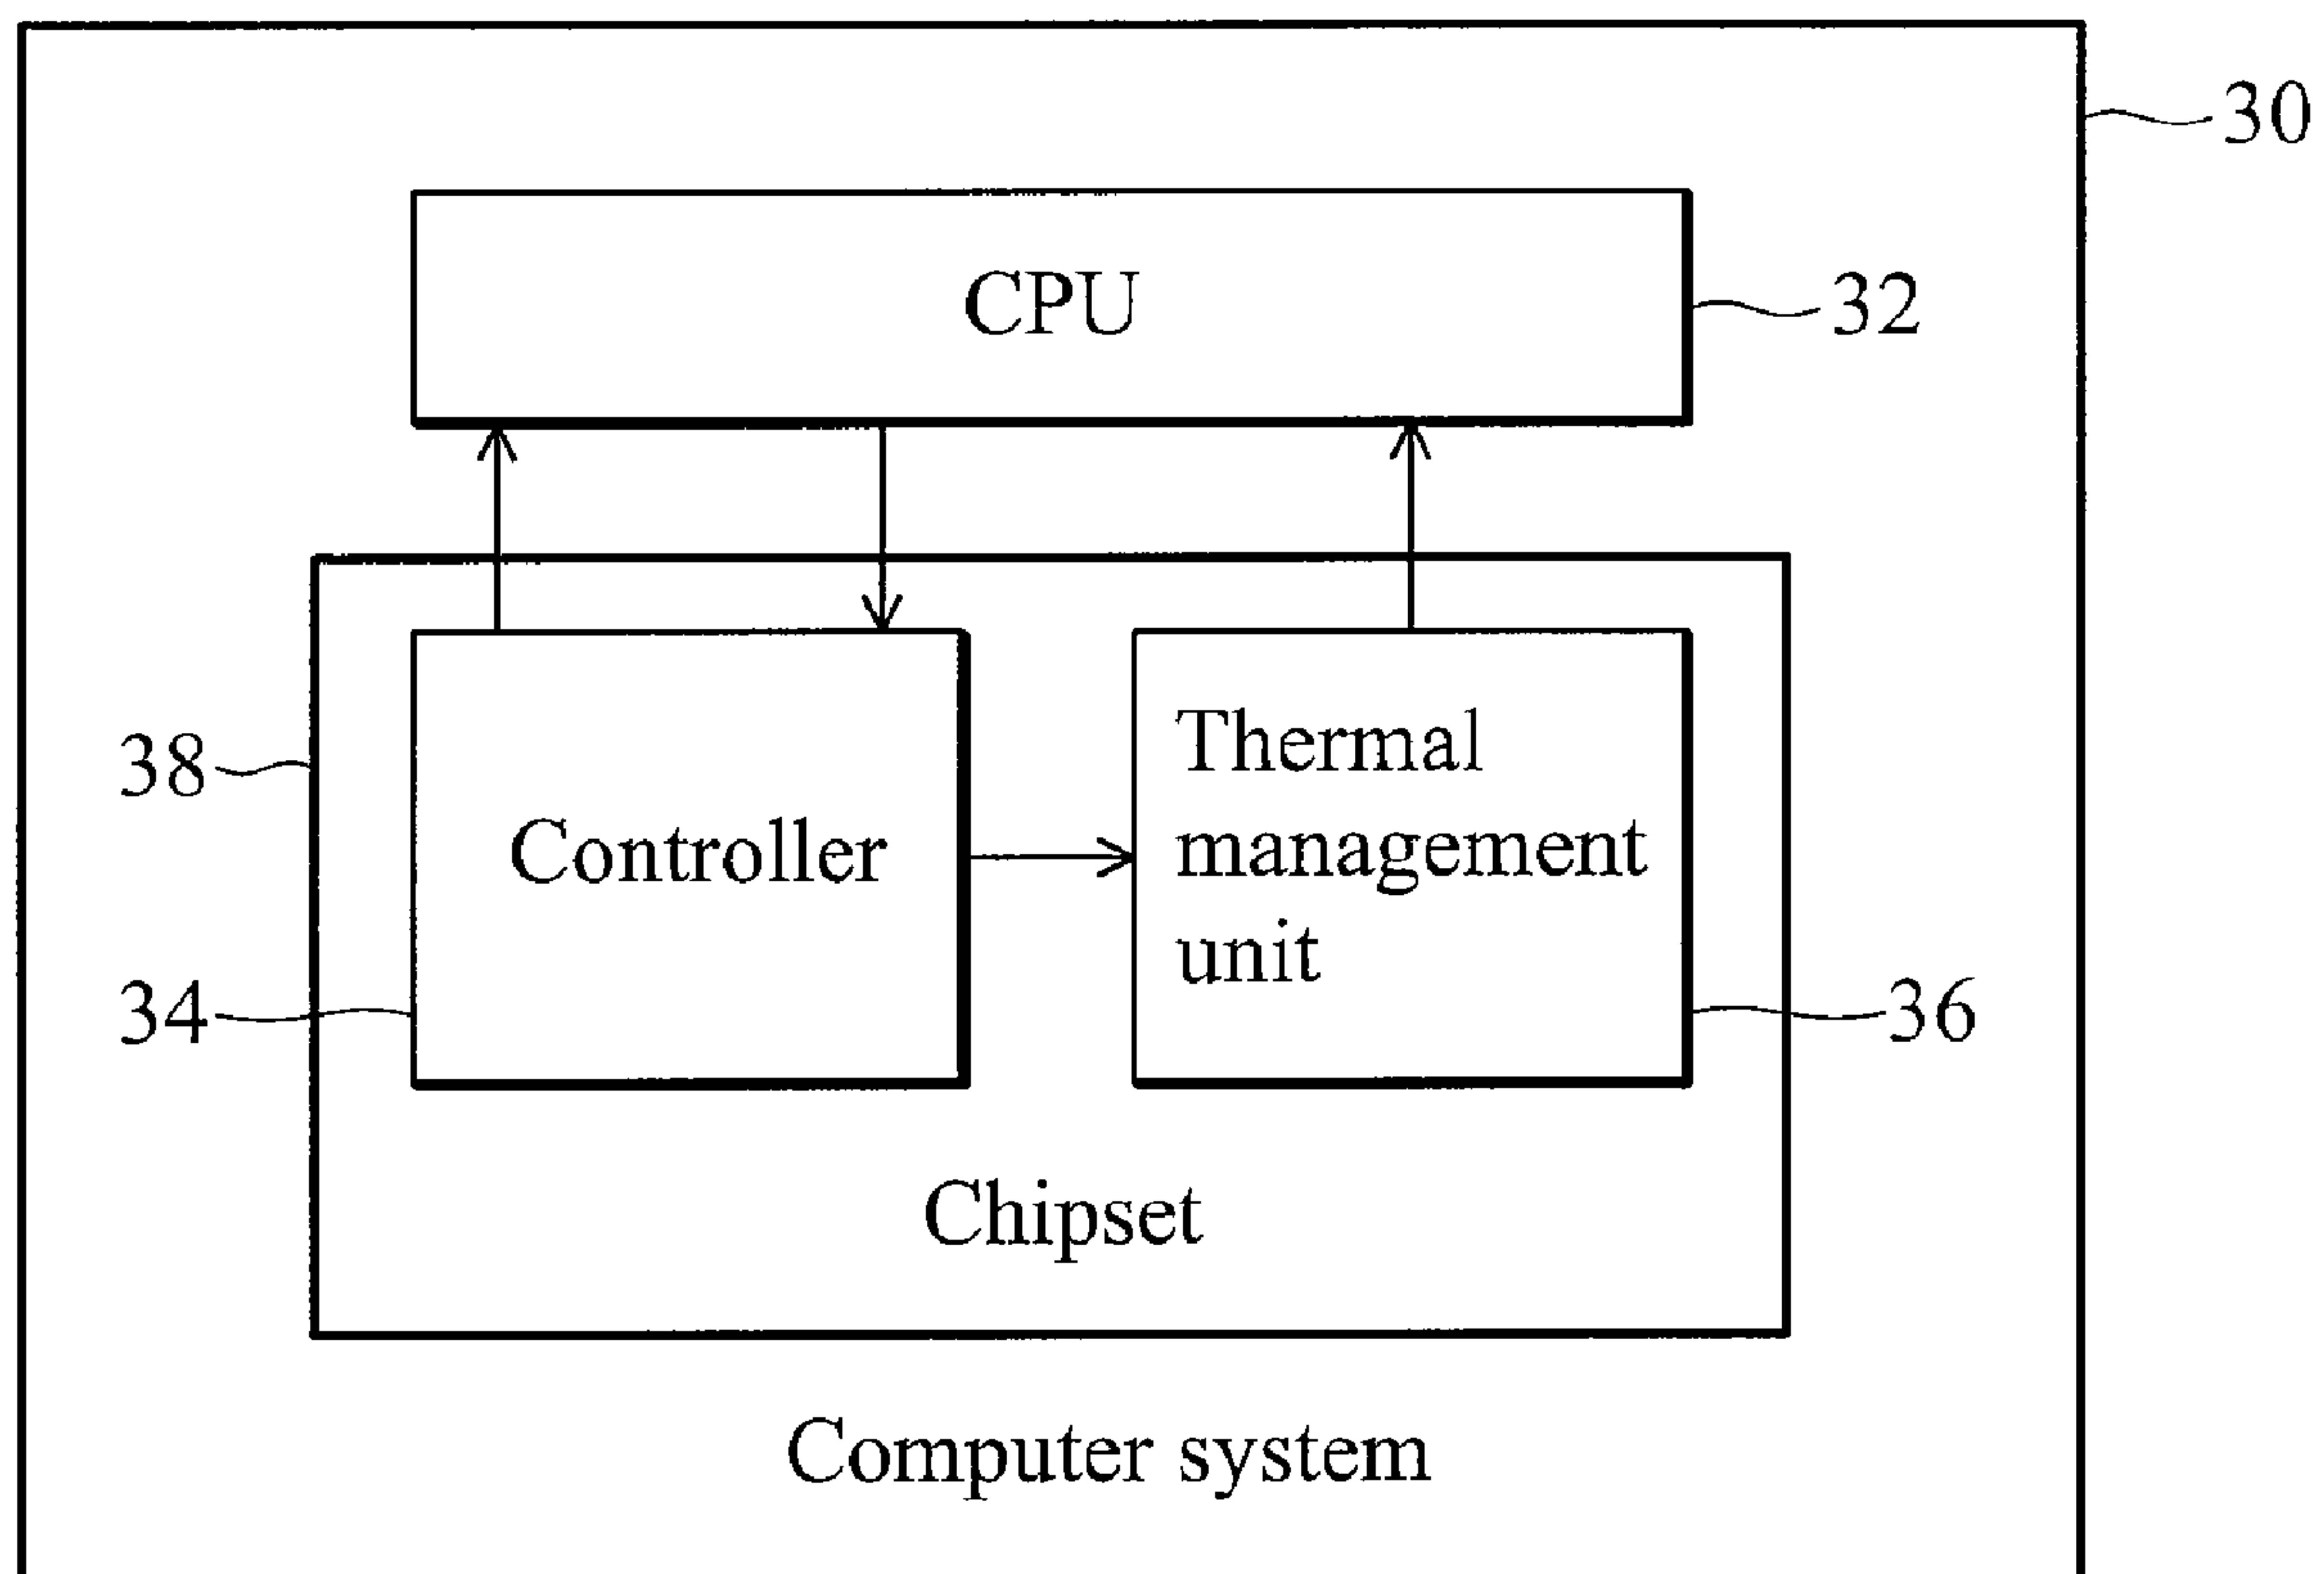 30
CPU
32
38
Thermal
management
unit
Controller
34
36
Chipset
Computer system